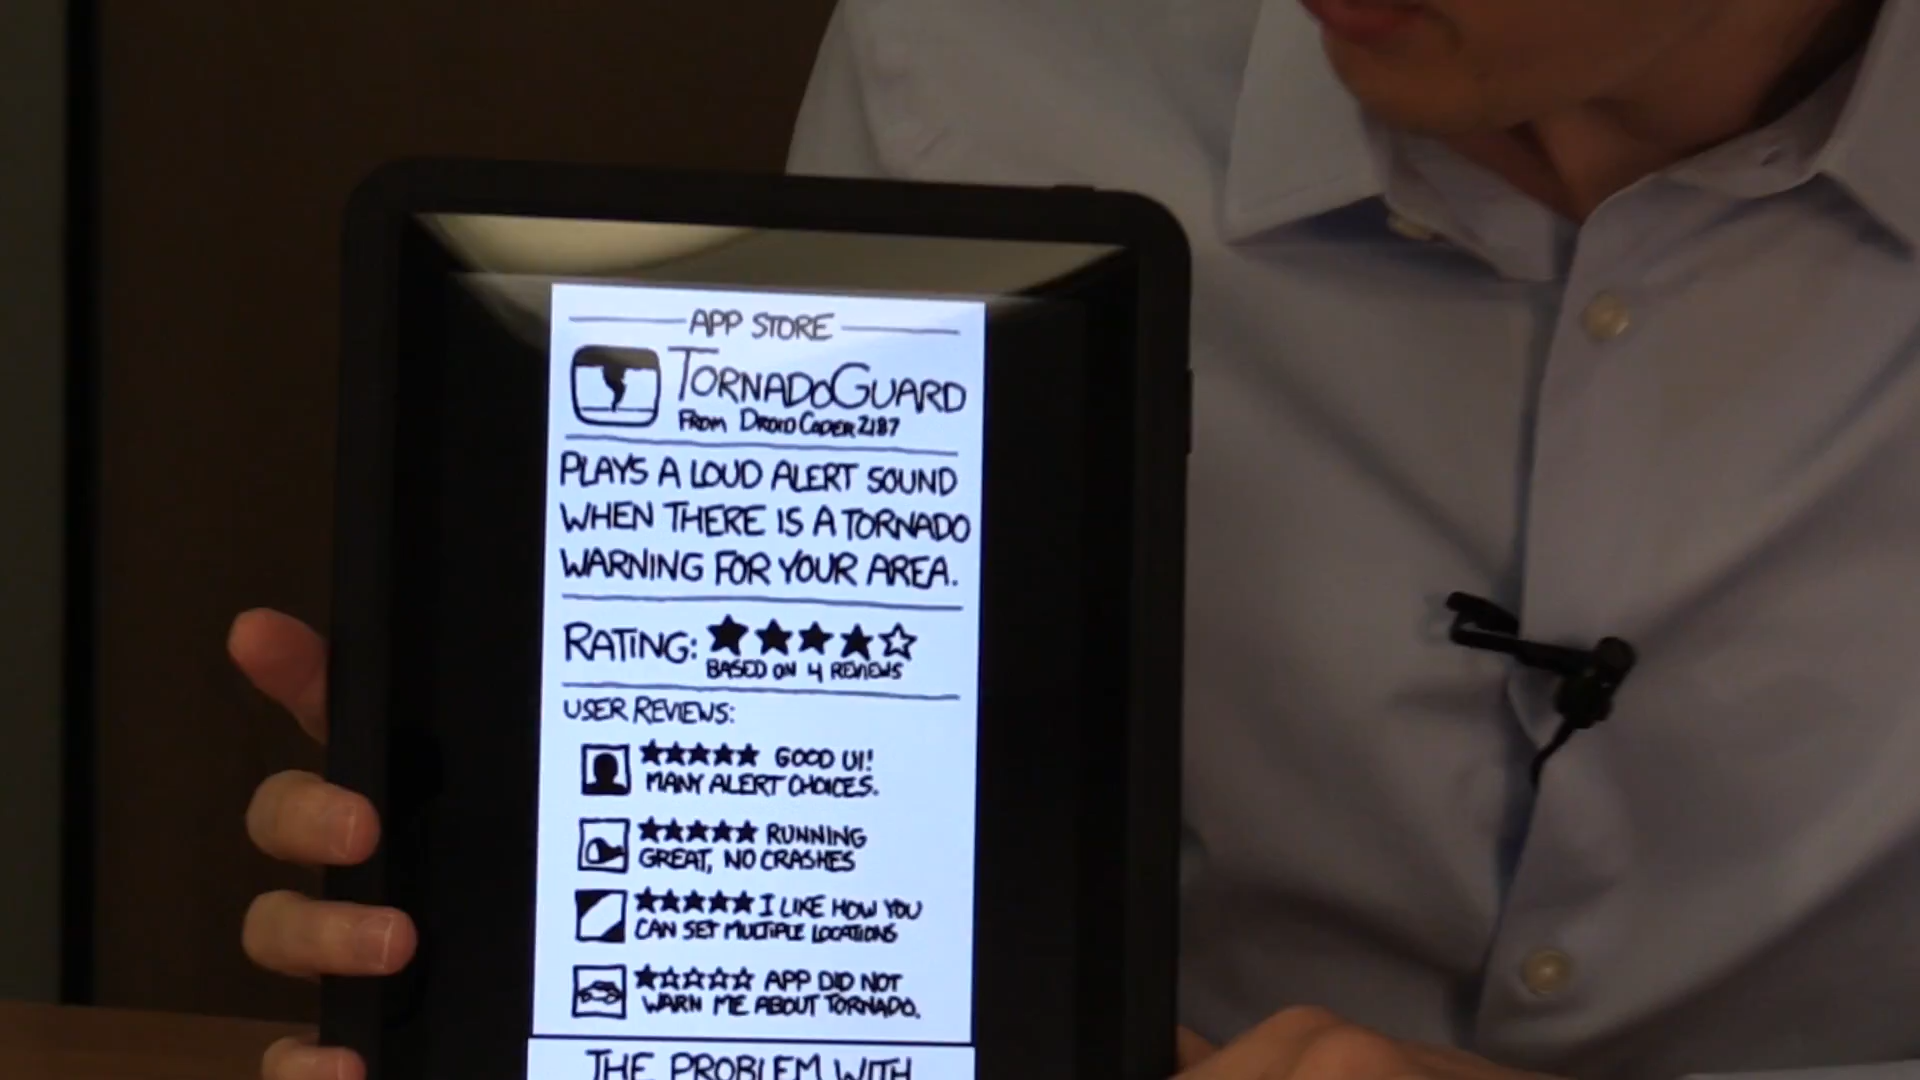 APP STORE
TORNADOGUARD
FROM DROIDCODER2187
PLAYS A LOUD ALERT SOUND
WHEN THERE IS A TORNADO
WARNING FOR YOUR AREA.
RATING: ★★★★☆
BASED ON 4 REVIEWS
USER REVIEWS:
★★★★★ GOOD UI!
MANY ALERT CHOICES.
★★★★★ RUNNING
GREAT, NO CRASHES
★★★★★ I LIKE HOW YOU
CAN SET MULTIPLE LOCATIONS
★☆☆☆☆ APP DID NOT
WARN ME ABOUT TORNADO.
THE PROBLEM WITH